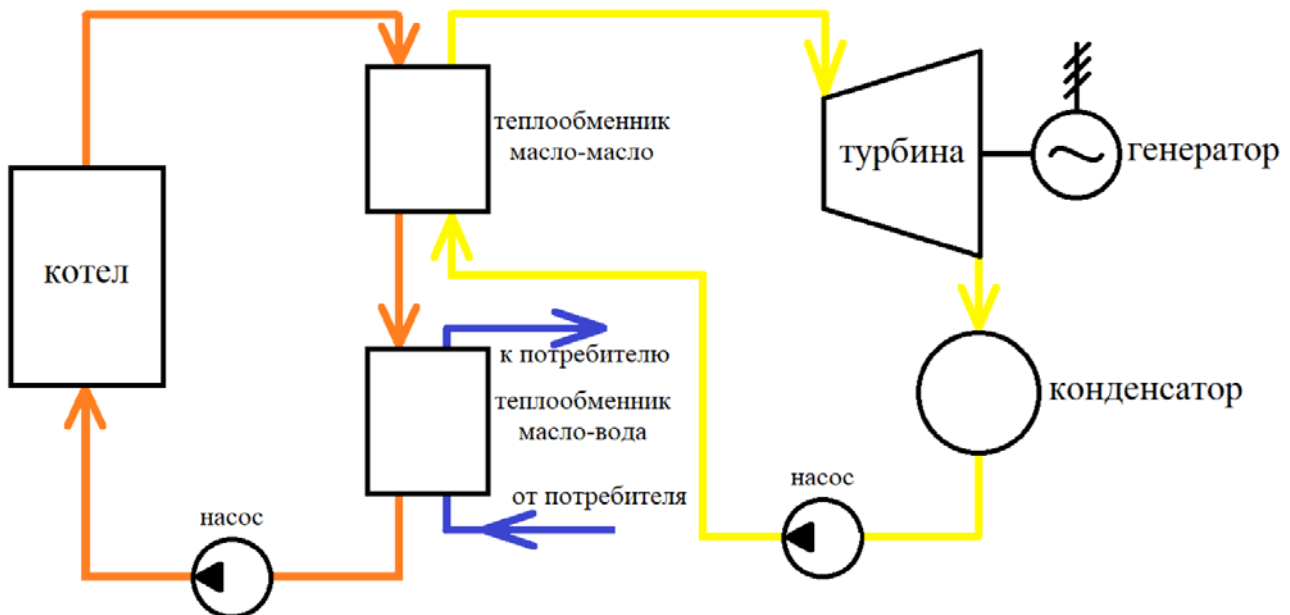 теплообменник
масло-масло
турбина
генератор
котел
к потребителю
теплообменник
масло-вода
конденсатор
от потребителя
насос
насос